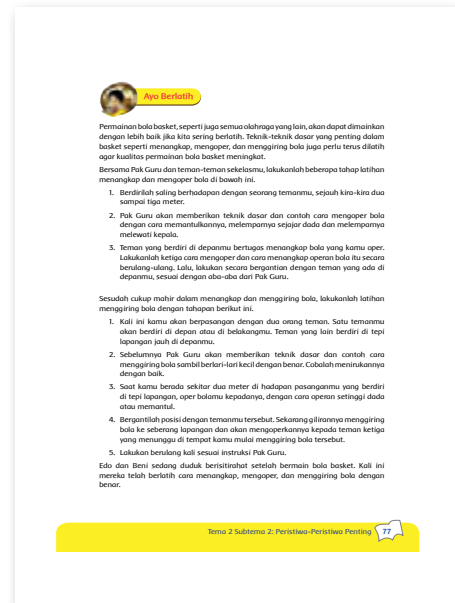 Ayo Berlatih
Permainan bola basket, seperti juga semua olahraga yang lain, akan dapat dimainkan
dengan lebih baik jika kita sering berlatih. Teknik-teknik dasar yang penting dalam
basket seperti menangkap, mengoper, dan menggiring bola juga perlu terus dilatih
agar kualitas permainan bola basket meningkat.
Bersama Pak Guru dan teman-teman sekelasmu, lakukanlah beberapa tahap latihan
menangkap dan mengoper bola di bawah ini.
1. Berdirilah saling berhadapan dengan seorang temanmu, sejauh kira-kira dua
sampai tiga meter.
2. Pak Guru akan memberikan teknik dasar dan contoh cara mengoper bola
dengan cara memantulkannya, melemparnya sejajar dada dan melemparnya
melewati kepala.
3. Teman yang berdiri di depanmu bertugas menangkap bola yang kamu oper.
Lakukanlah ketiga cara mengoper dan cara menangkap operan bola itu secara
berulang-ulang. Lalu, lakukan secara bergantian dengan teman yang ada di
depanmu, sesuai dengan aba-aba dari Pak Guru.
Sesudah cukup mahir dalam menangkap dan menggiring bola, lakukanlah latihan
menggiring bola dengan tahapan berikut ini.
1. Kali ini kamu akan berpasangan dengan dua orang teman. Satu temanmu
akan berdiri di depan atau di belakangmu. Teman yang lain berdiri di tepi
lapangan jauh di depanmu.
2. Sebelumnya Pak Guru akan memberikan teknik dasar dan contoh cara
menggiring bola sambil berlari-lari kecil dengan benar. Cobalah menirukannya
dengan baik.
3. Saat kamu berada sekitar dua meter di hadapan pasanganmu yang berdiri
di tepi lapangan, oper bolamu kepadanya, dengan cara operan setinggi dada
atau memantul.
4. Bergantilah posisi dengan temanmu tersebut. Sekarang gilirannya menggiring
bola ke seberang lapangan dan akan mengoperkannya kepada teman ketiga
yang menunggu di tempat kamu mulai menggiring bola tersebut.
5. Lakukan berulang kali sesuai instruksi Pak Guru.
Edo dan Beni sedang duduk berisitirahat setelah bermain bola basket. Kali ini
mereka telah berlatih cara menangkap, mengoper, dan menggiring bola dengan
benar.
Tema 2 Subtema 2: Peristiwa-Peristiwa Penting 77